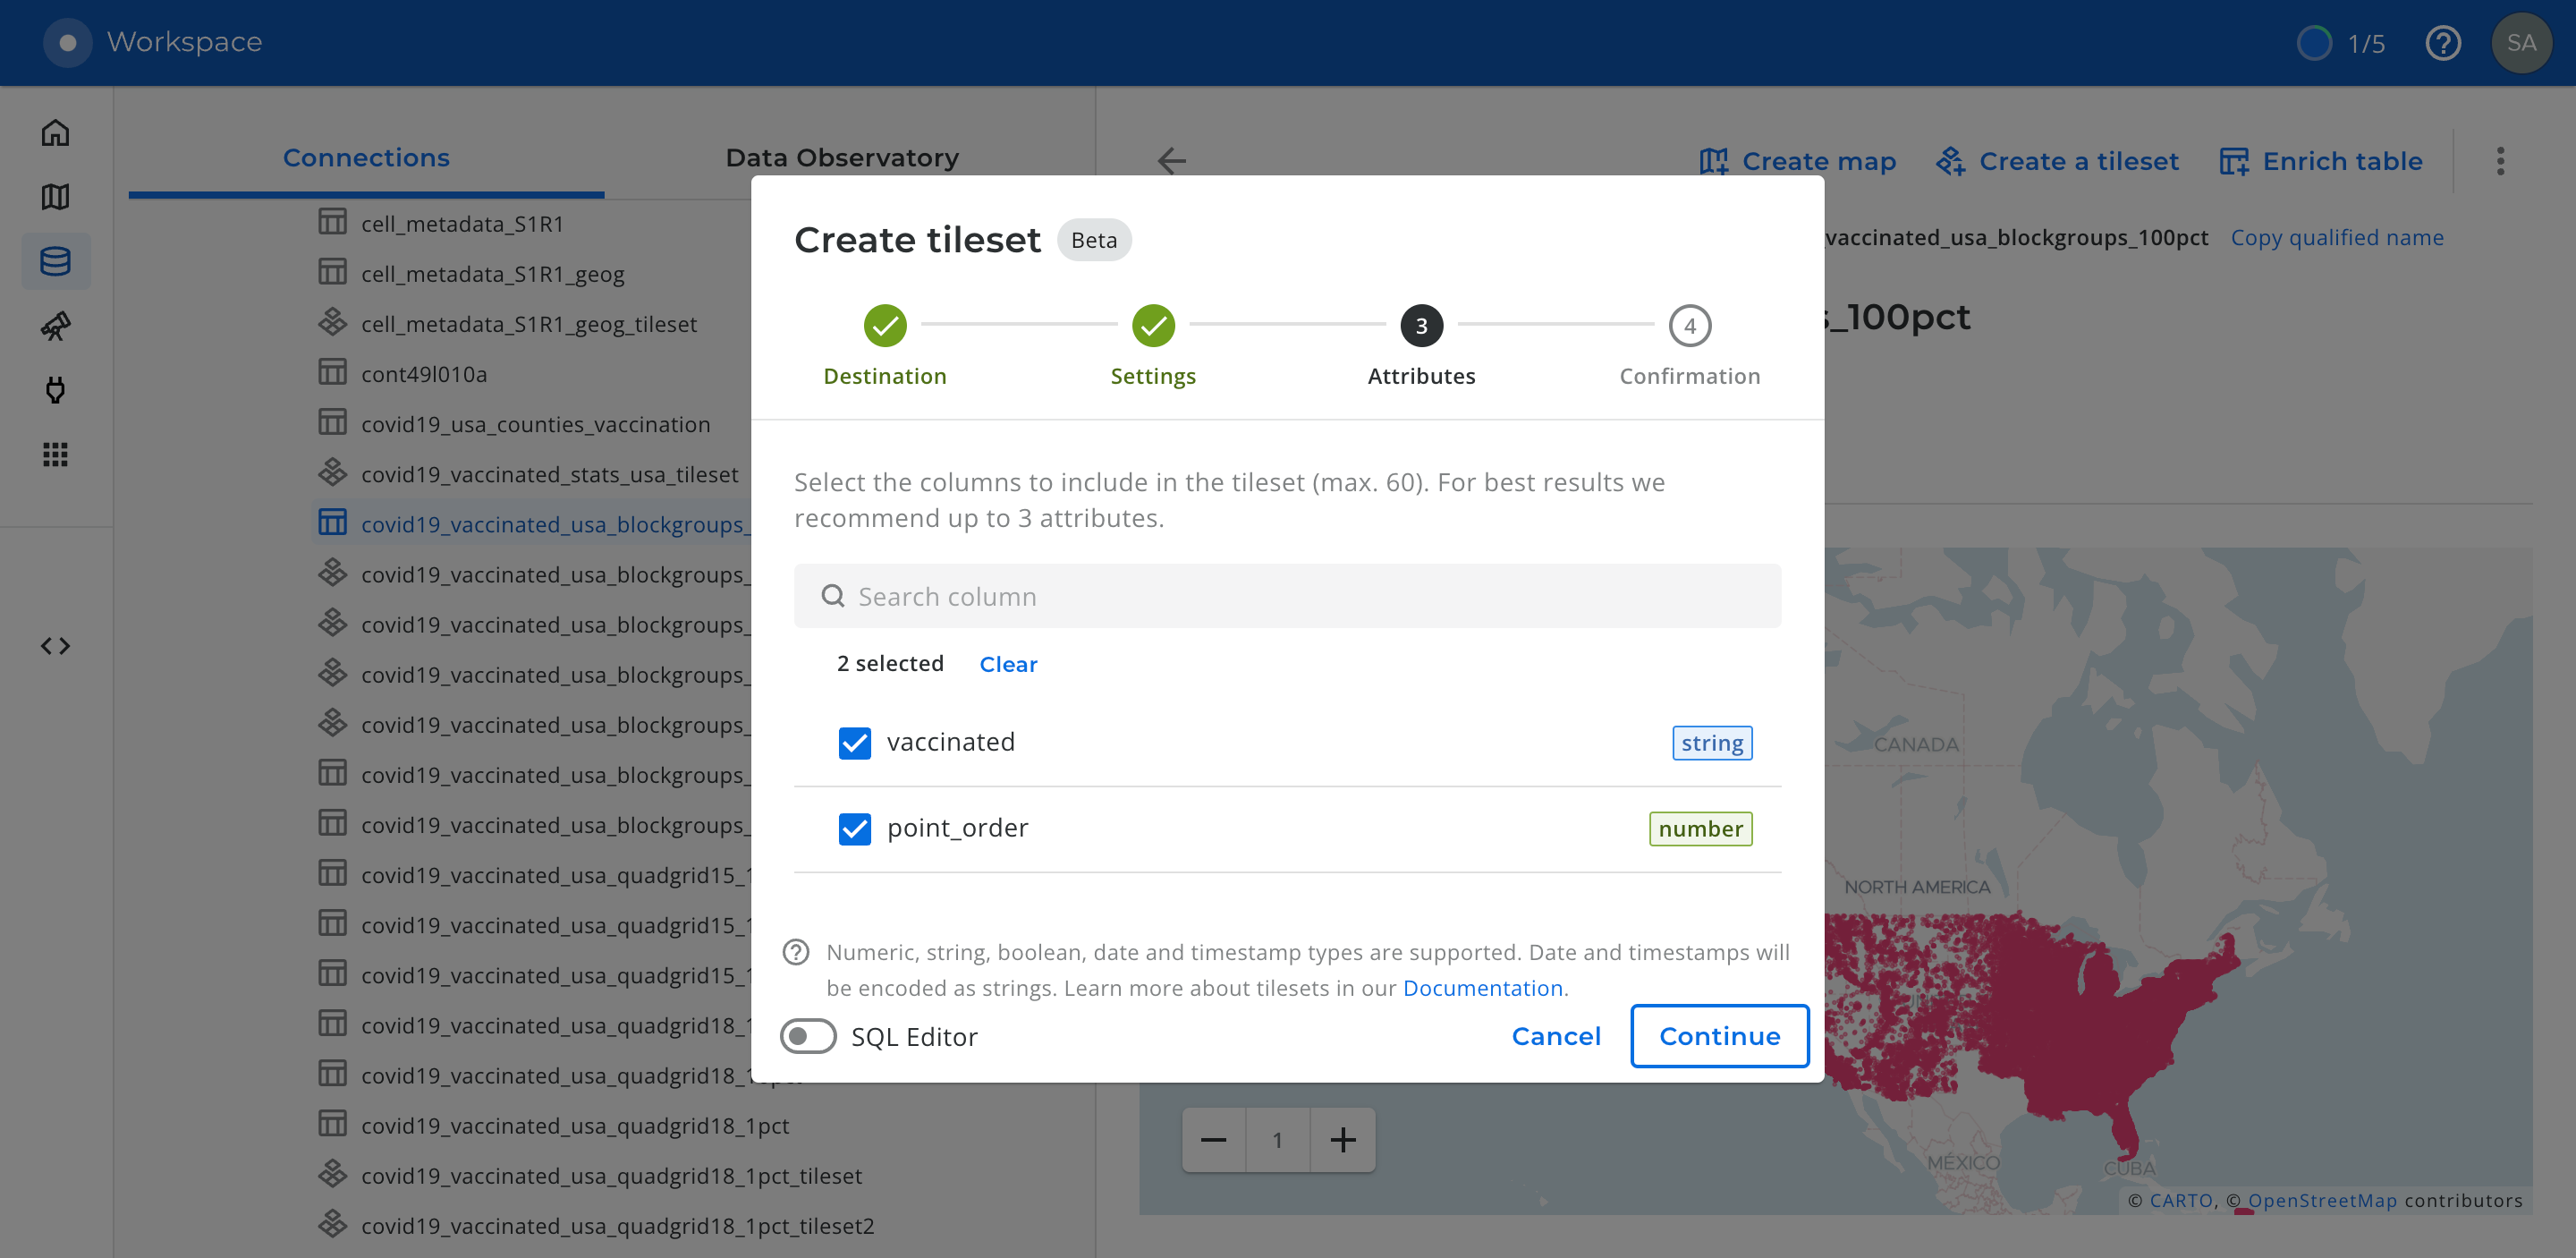 Workspace
1/5
SA
Connections
Data Observatory
Create map
Create a tileset
Enrich table
cell_metadata_S1R1
cell_metadata_S1R1_geog
cell_metadata_S1R1_geog_tileset
cont49l010a
covid19_usa_counties_vaccination
covid19_vaccinated_stats_usa_tileset
covid19_vaccinated_usa_blockgroups_
covid19_vaccinated_usa_blockgroups_
covid19_vaccinated_usa_blockgroups_
covid19_vaccinated_usa_blockgroups_
covid19_vaccinated_usa_blockgroups_
covid19_vaccinated_usa_blockgroups_
covid19_vaccinated_usa_blockgroups_
covid19_vaccinated_usa_quadgrid15_1
covid19_vaccinated_usa_quadgrid15_1
covid19_vaccinated_usa_quadgrid15_1
covid19_vaccinated_usa_quadgrid18_1
covid19_vaccinated_usa_quadgrid18_1
covid19_vaccinated_usa_quadgrid18_1pct
covid19_vaccinated_usa_quadgrid18_1pct_tileset
covid19_vaccinated_usa_quadgrid18_1pct_tileset2
Create tileset Beta
3
4
Destination
Settings
Attributes
Confirmation
Select the columns to include in the tileset (max. 60). For best results we
recommend up to 3 attributes.
Search column
2 selected Clear
vaccinated string
point_order number
Numeric, string, boolean, date and timestamp types are supported. Date and timestamps will
be encoded as strings. Learn more about tilesets in our Documentation.
SQL Editor
Cancel
Continue
vaccinated_usa_blockgroups_100pct Copy qualified name
_100pct
CANADA
NORTH AMERICA
MÉXICO
CUBA
1
© CARTO, © OpenStreetMap contributors